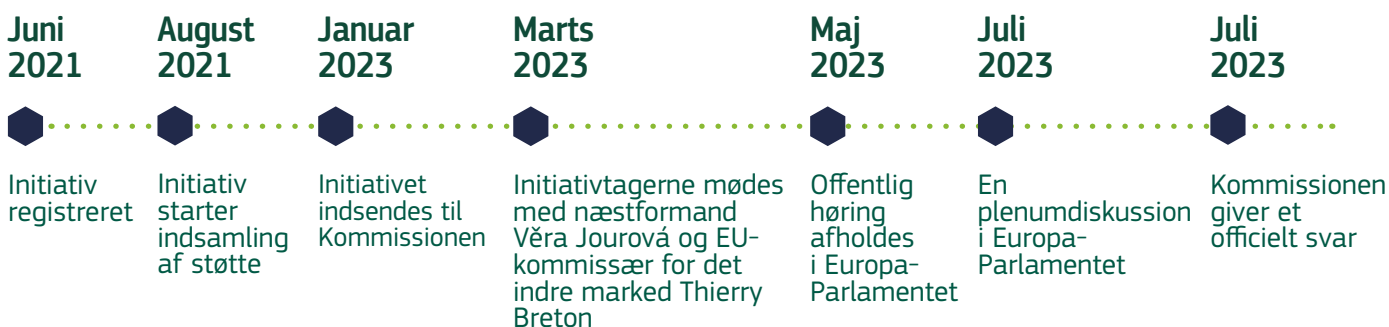 Juni
2021
Initiativ
registreret
August
2021
Initiativ
starter
indsamling
af støtte
Januar
2023
Initiativet
indsendes til
Kommissionen
Marts
2023
Initiativtagerne mødes
med næstformand
Věra Jourová og EU-
kommissær for det
indre marked Thierry
Breton
Maj
2023
Offentlig
høring
afholdes
i Europa-
Parlamentet
Juli
2023
En
plenumdiskussion
i Europa-
Parlamentet
Juli
2023
Kommissionen
giver et
officielt svar